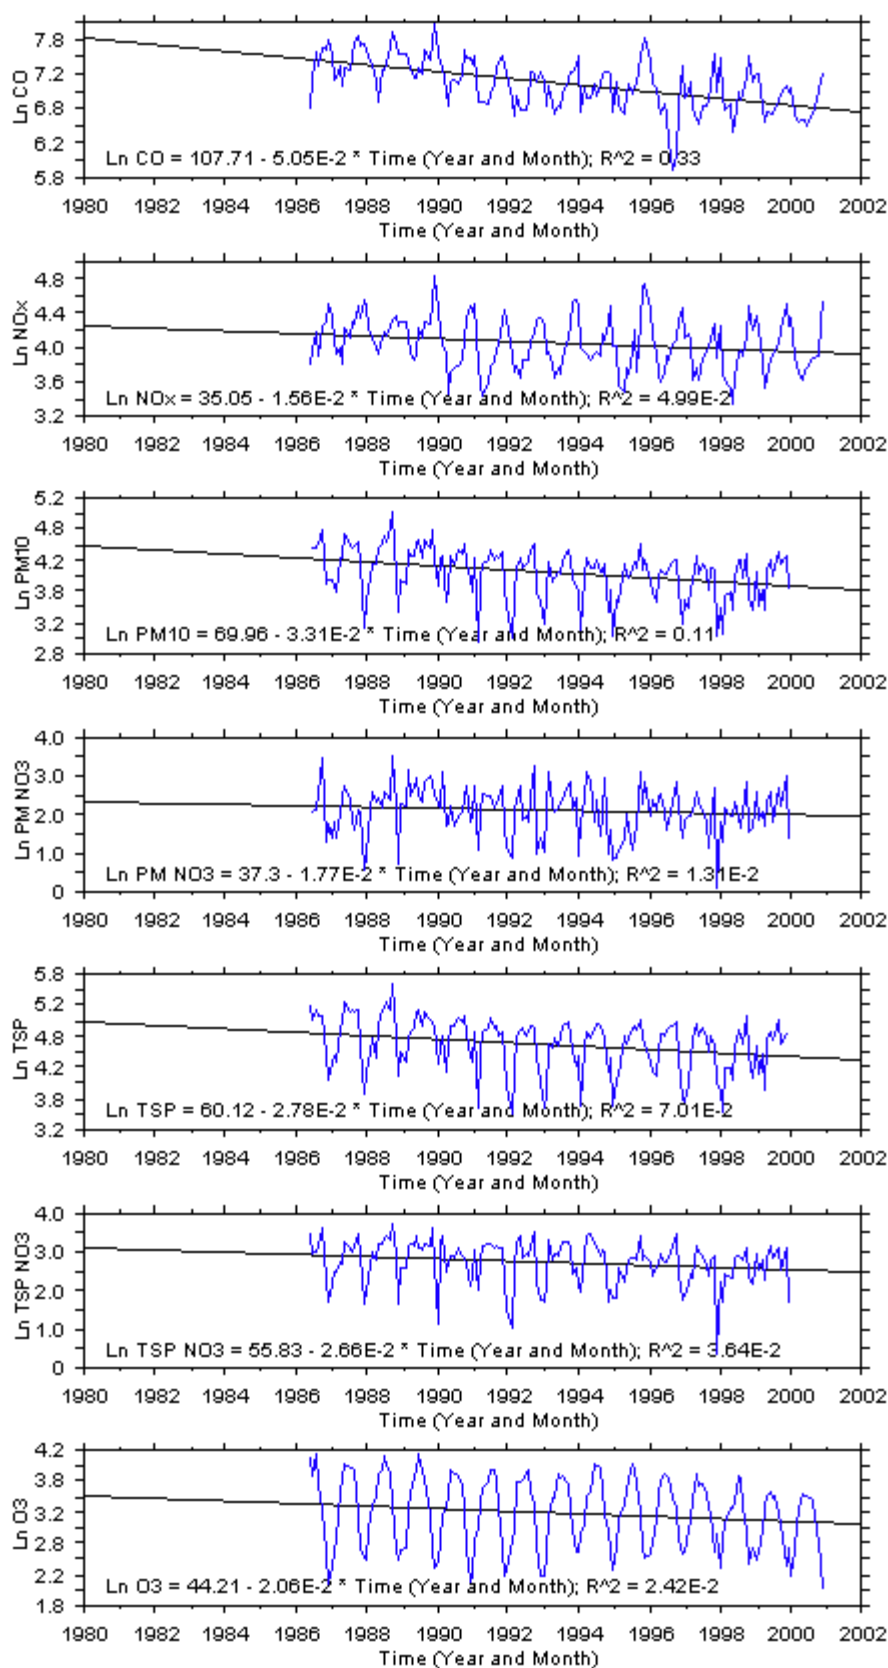 7.8
7.2
6.8
6.2
5.8
Ln CO
Ln CO = 107.71 - 5.05E-2 * Time (Year and Month); R^2 = 0.33
1980 1982 1984 1986 1988 1990 1992 1994 1996 1998 2000 2002
Time (Year and Month)
4.8
4.4
4.0
3.6
3.2
Ln NOx
Ln NOx = 35.05 - 1.56E-2 * Time (Year and Month); R^2 = 4.99E-2
1980 1982 1984 1986 1988 1990 1992 1994 1996 1998 2000 2002
Time (Year and Month)
5.2
4.8
4.2
3.8
3.2
2.8
Ln PM10
Ln PM10 = 69.96 - 3.31E-2 * Time (Year and Month); R^2 = 0.11
1980 1982 1984 1986 1988 1990 1992 1994 1996 1998 2000 2002
Time (Year and Month)
4.0
3.0
2.0
1.0
0
Ln PM NO3
Ln PM NO3 = 37.3 - 1.77E-2 * Time (Year and Month); R^2 = 1.31E-2
1980 1982 1984 1986 1988 1990 1992 1994 1996 1998 2000 2002
Time (Year and Month)
5.8
5.2
4.8
4.2
3.8
3.2
Ln TSP
Ln TSP = 60.12 - 2.78E-2 * Time (Year and Month); R^2 = 7.01E-2
1980 1982 1984 1986 1988 1990 1992 1994 1996 1998 2000 2002
Time (Year and Month)
4.0
3.0
2.0
1.0
0
Ln TSP NO3
Ln TSP NO3 = 55.83 - 2.66E-2 * Time (Year and Month); R^2 = 3.64E-2
1980 1982 1984 1986 1988 1990 1992 1994 1996 1998 2000 2002
Time (Year and Month)
4.2
3.8
3.2
2.8
2.2
1.8
Ln O3
Ln O3 = 44.21 - 2.06E-2 * Time (Year and Month); R^2 = 2.42E-2
1980 1982 1984 1986 1988 1990 1992 1994 1996 1998 2000 2002
Time (Year and Month)